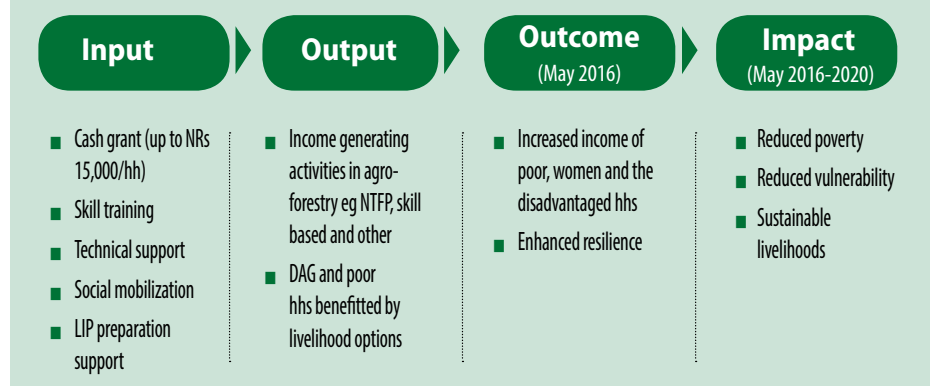 Input
Output
Outcome
(May 2016)
Impact
(May 2016-2020)
Cash grant (up to NRs
15,000/hh)
Skill training
Technical support
Social mobilization
LIP preparation
support
Income generating
activities in agro-
forestry eg NTFP, skill
based and other
DAG and poor
hhs benefitted by
livelihood options
Increased income of
poor, women and the
disadvantaged hhs
Enhanced resilience
Reduced poverty
Reduced vulnerability
Sustainable
livelihoods